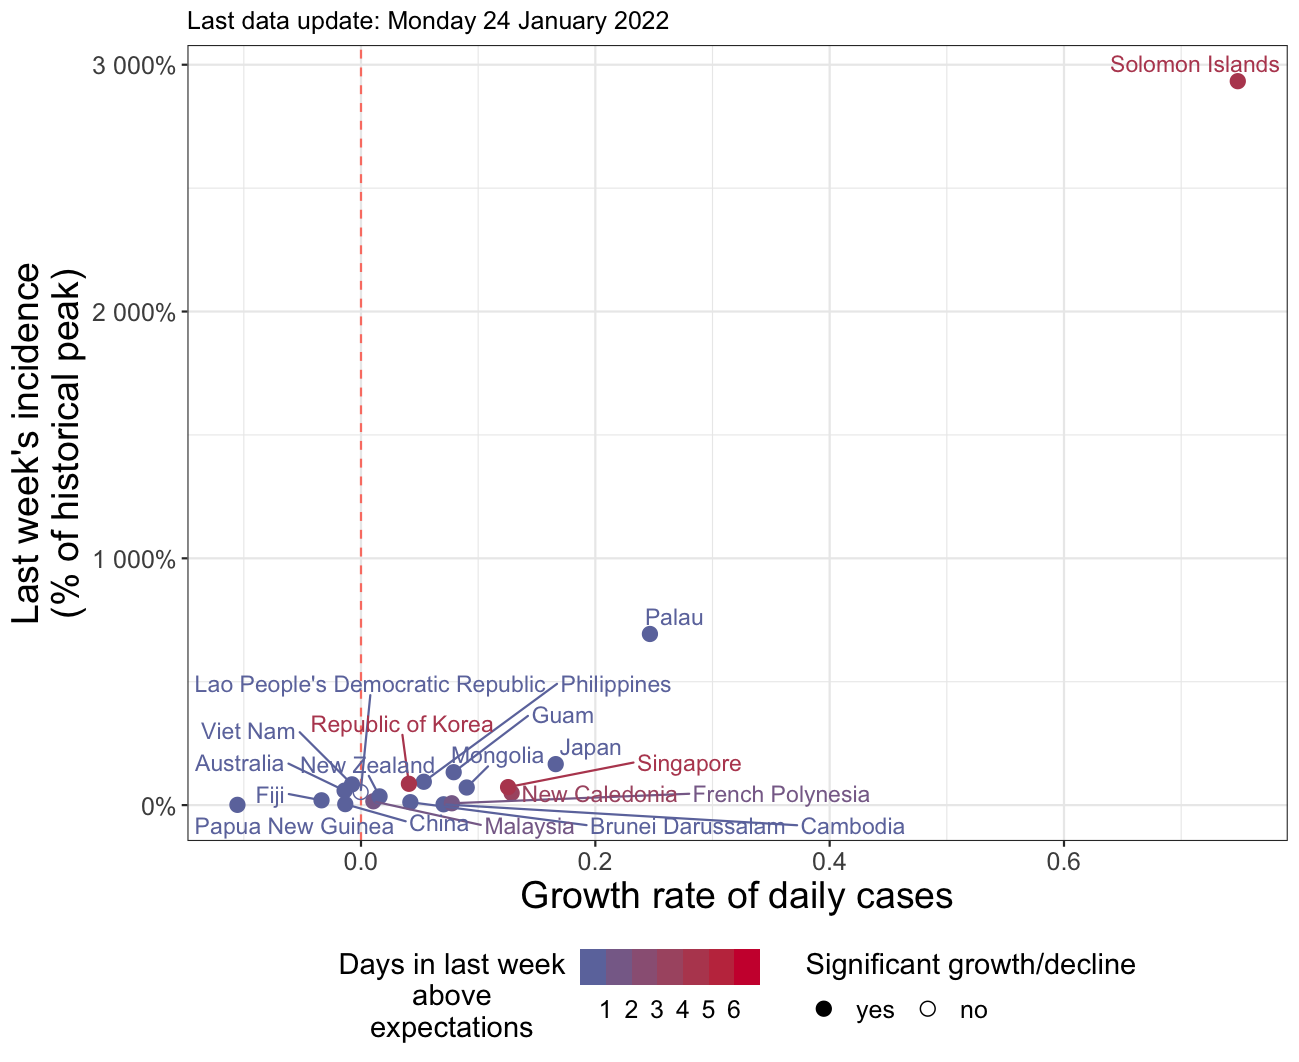 Last data update: Monday 24 January 2022
3 000%
2 000%
1 000%
0%
Last week's incidence
(% of historical peak)
Solomon Islands
Palau
Lao People's Democratic Republic
Philippines
Republic of Korea
Guam
Viet Nam
Mongolia
Japan
Australia
New Zealand
Singapore
Fiji
New Caledonia
French Polynesia
Papua New Guinea
China
Malaysia
Brunei Darussalam
Cambodia
0.0
0.2
0.4
0.6
Growth rate of daily cases
Days in last week
above
expectations
1 2 3 4 5 6
Significant growth/decline
yes
no